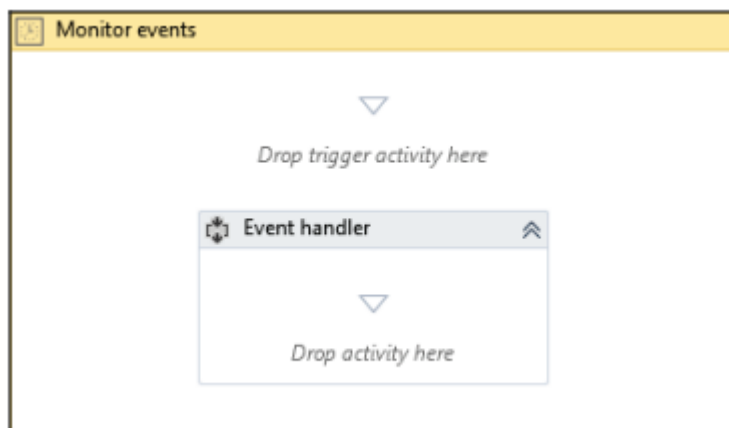 Monitor events
Drop trigger activity here
Event handler
Drop activity here